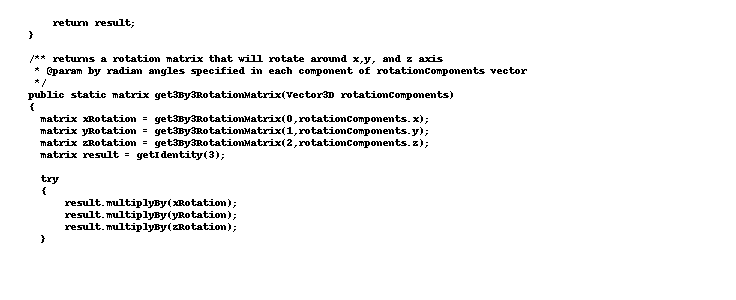 return result;
}
/** returns a rotation matrix that will rotate around x,y, and z axis
* @param by radian angles specified in each component of rotationComponents vector
*/
public static matrix get3By3RotationMatrix(Vector3D rotationComponents)
{
matrix xRotation = get3By3RotationMatrix(0,rotationComponents.x);
matrix yRotation = get3By3RotationMatrix(1,rotationComponents.y);
matrix zRotation = get3By3RotationMatrix(2,rotationComponents.z);
matrix result = getIdentity(3);
try
{
result.multiplyBy(xRotation);
result.multiplyBy(yRotation);
result.multiplyBy(zRotation);
}